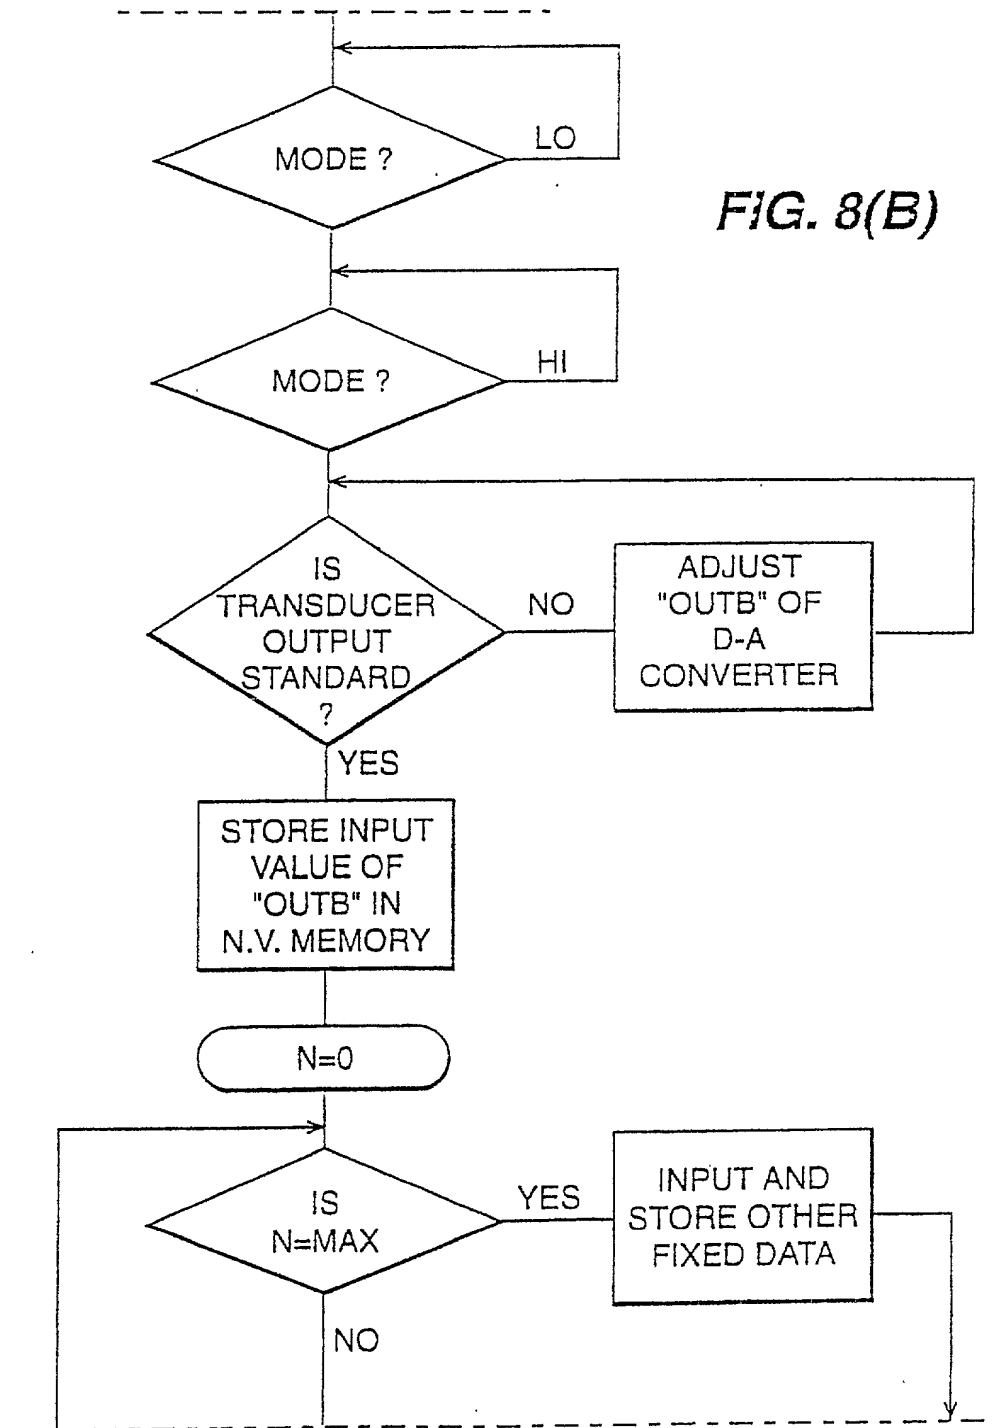 LO
MODE ?
FIG. 8(B)
HI
MODE ?
IS
TRANSDUCER
OUTPUT
STANDARD
?
NO
ADJUST
"OUTB" OF
D-A
CONVERTER
YES
STORE INPUT
VALUE OF
"OUTB" IN
N.V. MEMORY
N=0
IS
N=MAX
YES
INPUT AND
STORE OTHER
FIXED DATA
NO